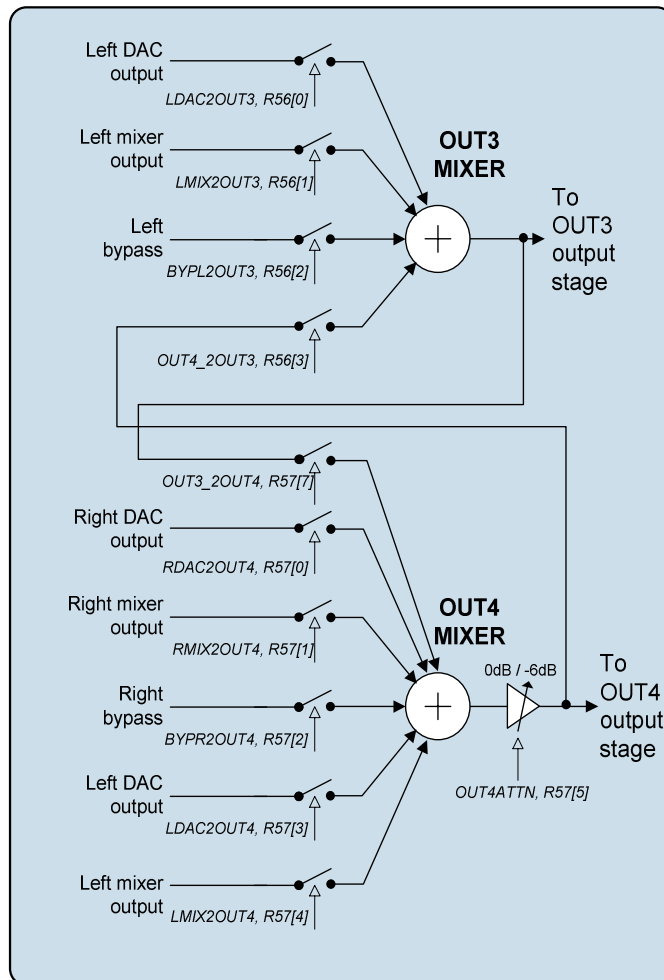 Left DAC
output
LDAC2OUT3, R56[0]
Left mixer
output
LMIX2OUT3, R56[1]
OUT3
MIXER
Left
bypass
BYPL2OUT3, R56[2]
To
OUT3
output
stage
OUT4_2OUT3, R56[3]
OUT3_2OUT4, R57[7]
Right DAC
output
RDAC2OUT4, R57[0]
Right mixer
output
RMIX2OUT4, R57[1]
OUT4
MIXER
Right
bypass
BYPR2OUT4, R57[2]
0dB / -6dB
To
OUT4
output
stage
OUT4ATTN, R57[5]
Left DAC
output
LDAC2OUT4, R57[3]
Left mixer
output
LMIX2OUT4, R57[4]